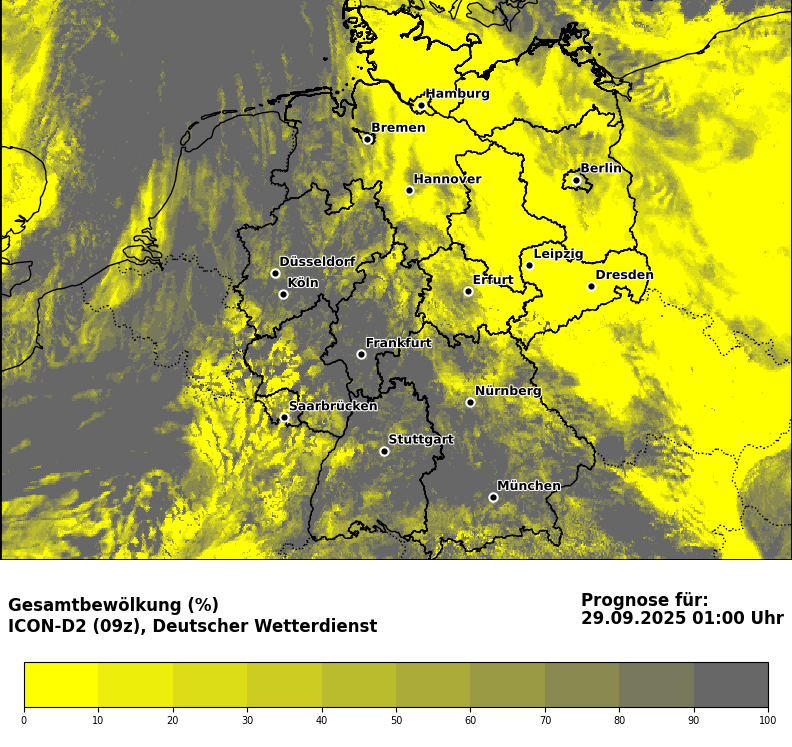 Hamburg
Bremen
Berlin
Hannover
Leipzig
Düsseldorf
Dresden
Köln
Erfurt
Frankfurt
Nürnberg
Saarbrücken
Stuttgart
München
Gesamtbewölkung (%)
ICON-D2 (09z), Deutscher Wetterdienst
Prognose für:
29.09.2025 01:00 Uhr
0 10 20 30 40 50 60 70 80 90 100